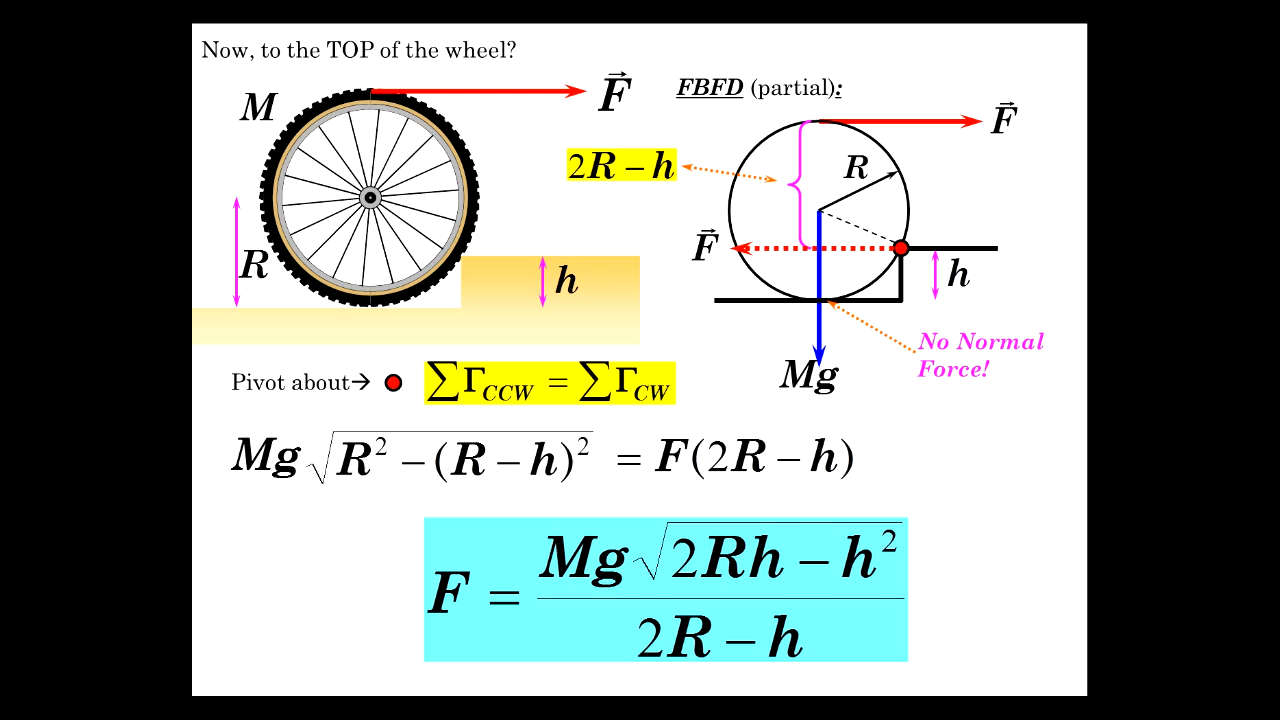 Now, to the TOP of the wheel?
M
F⃗
FBFD (partial):
F⃗
2R – h
R
F⃗
R
h
h
No Normal
Force!
Mg
Pivot about→
∑Γ_CCW = ∑Γ_CW
Mg√(R² – (R – h)²) = F(2R – h)
F = Mg√(2Rh – h²) / (2R – h)